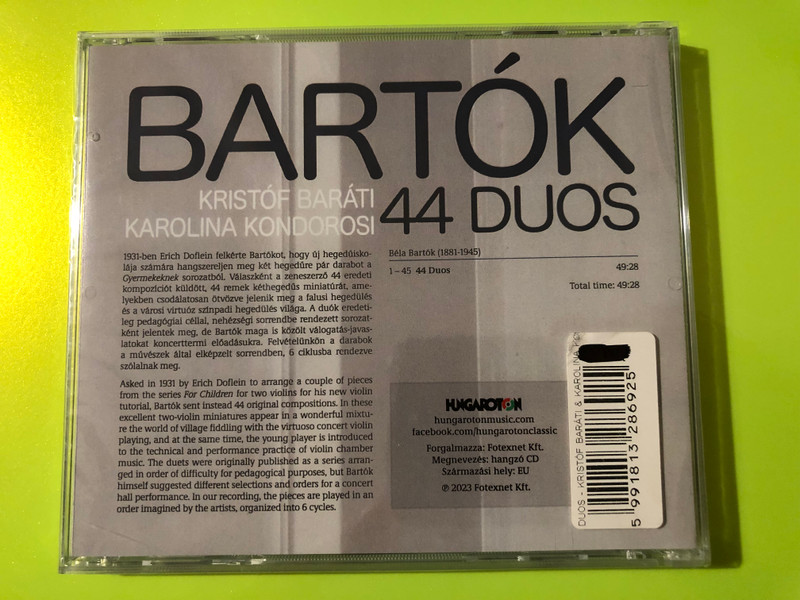 BARTÓK
KRISTÓF BARÁTI
KAROLINA KONDOROSI
44 DUOS
1931-ben Erich Doflein felkérte Bartókot, hogy új hegedűisko-
lája számára hangszereljen meg két hegedűre pár darabot a
Gyermekeknek sorozatból. Válaszként a zeneszerző 44 eredeti
kompozíciót küldött, 44 remek kéthegedűs miniatűrát, ame-
lyekben csodálatosan ötvözve jelenik meg a falusi hegedülés
és a városi virtuóz színpadi hegedülés világa. A duók eredeti-
leg pedagógiai céllal, nehézségi sorrendbe rendezett sorozat-
ként jelentek meg, de Bartók maga is közölt válogatás-javas-
latokat koncerttermi előadásukra. Felvételünkön a darabok
a művészek által elképzelt sorrendben, 6 ciklusba rendezve
szólalnak meg.
Asked in 1931 by Erich Doflein to arrange a couple of pieces
from the series For Children for two violins for his new violin
tutorial, Bartók sent instead 44 original compositions. In these
excellent two-violin miniatures appear in a wonderful mixtu-
re the world of village fiddling with the virtuoso concert violin
playing, and at the same time, the young player is introduced
to the technical and performance practice of violin chamber
music. The duets were originally published as a series arran-
ged in order of difficulty for pedagogical purposes, but Bartók
himself suggested different selections and orders for a concert
hall performance. In our recording, the pieces are played in an
order imagined by the artists, organized into 6 cycles.
Béla Bartók (1881-1945)
1 – 45 44 Duos 49:28
Total time: 49:28
HUNGAROTON
hungarotonmusic.com
facebook.com/hungarotonclassic
Forgalmazza: Fotexnet Kft.
Megnevezés: hangzó CD
Származási hely: EU
℗ 2023 Fotexnet Kft.
DUOS - KRISTÓF BARÁTI & KAROLINA
5 991813 286925